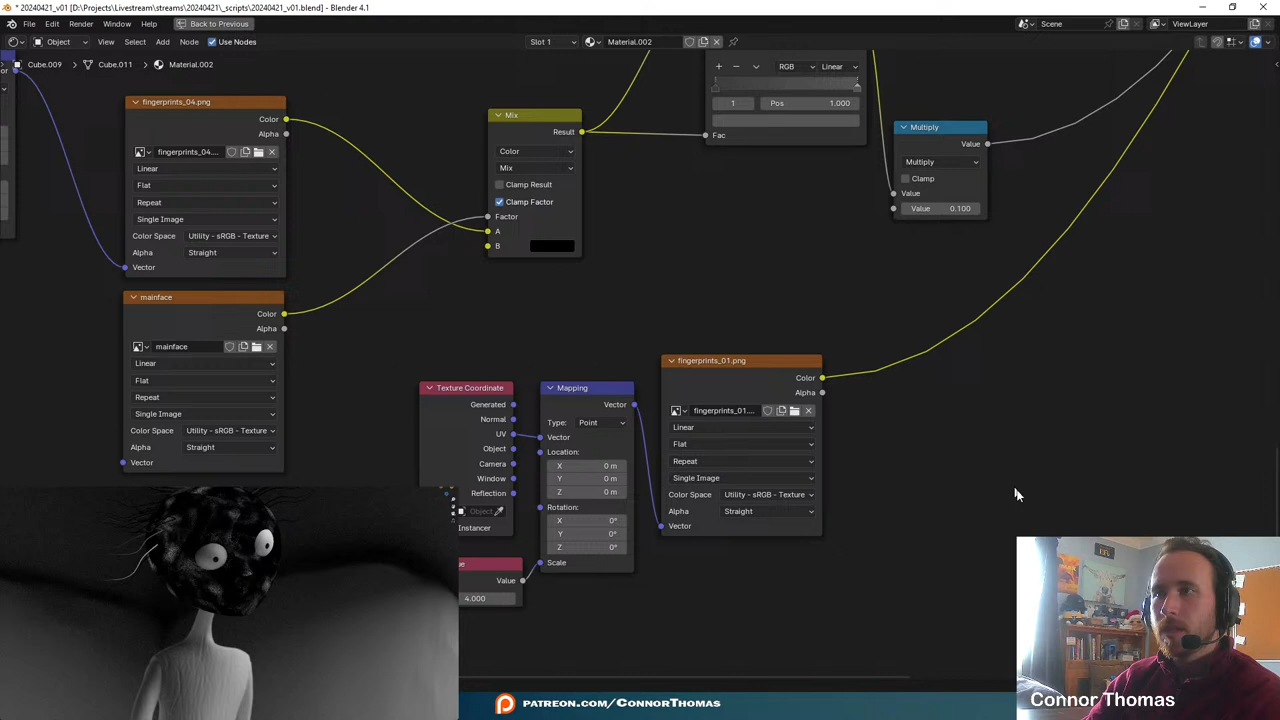 * 20240421_v01 [D:\Projects\Livestream\streams\20240421\_scripts\20240421_v01.blend] - Blender 4.1
File Edit Render Window Help Back to Previous Scene ViewLayer
Object View Select Add Node Use Nodes Slot 1 Material.002
Cube.009 > Cube.011 > Material.002
fingerprints_04.png
Color
Alpha
fingerprints_04....
Linear
Flat
Repeat
Single Image
Color Space Utility - sRGB - Texture
Alpha Straight
Vector
mainface
Color
Alpha
mainface
Linear
Flat
Repeat
Single Image
Color Space Utility - sRGB - Texture
Alpha Straight
Vector
Mix
Result
Color
Mix
Clamp Result
Clamp Factor
Factor
A
B
RGB Linear
1 Pos 1.000
Fac
Multiply
Value
Multiply
Clamp
Value
Value 0.100
Texture Coordinate
Generated
Normal
UV
Object
Camera
Window
Reflection
Object
Instancer
Value
4.000
Mapping
Vector
Type: Point
Vector
Location:
X 0 m
Y 0 m
Z 0 m
Rotation:
X 0°
Y 0°
Z 0°
Scale
fingerprints_01.png
Color
Alpha
fingerprints_01....
Linear
Flat
Repeat
Single Image
Color Space Utility - sRGB - Texture
Alpha Straight
Vector
Connor Thomas
PATREON.COM/CONNORTHOMAS